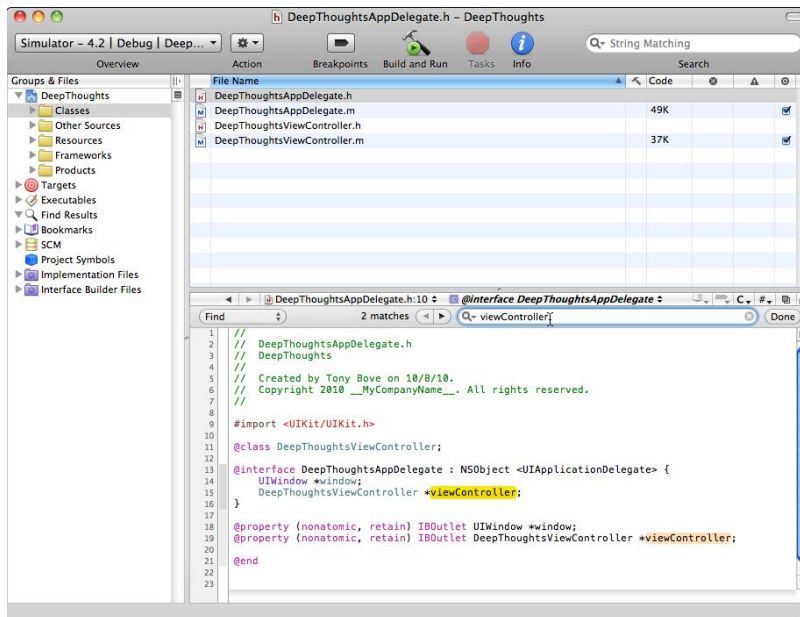 DeepThoughtsAppDelegate.h – DeepThoughts
Simulator – 4.2 | Debug | Deep...
String Matching
Overview Action Breakpoints Build and Run Tasks Info Search
Groups & Files
DeepThoughts
Classes
Other Sources
Resources
Frameworks
Products
Targets
Executables
Find Results
Bookmarks
SCM
Project Symbols
Implementation Files
Interface Builder Files
File Name Code
DeepThoughtsAppDelegate.h
DeepThoughtsAppDelegate.m 49K
DeepThoughtsViewController.h
DeepThoughtsViewController.m 37K
DeepThoughtsAppDelegate.h:10 @interface DeepThoughtsAppDelegate C #
Find 2 matches viewController Done
1 //
2 // DeepThoughtsAppDelegate.h
3 // DeepThoughts
4 //
5 // Created by Tony Bove on 10/8/10.
6 // Copyright 2010 __MyCompanyName__. All rights reserved.
7 //
8
9 #import <UIKit/UIKit.h>
10
11 @class DeepThoughtsViewController;
12
13 @interface DeepThoughtsAppDelegate : NSObject <UIApplicationDelegate> {
14 UIWindow *window;
15 DeepThoughtsViewController *viewController;
16 }
17
18 @property (nonatomic, retain) IBOutlet UIWindow *window;
19 @property (nonatomic, retain) IBOutlet DeepThoughtsViewController *viewController;
20
21 @end
22
23